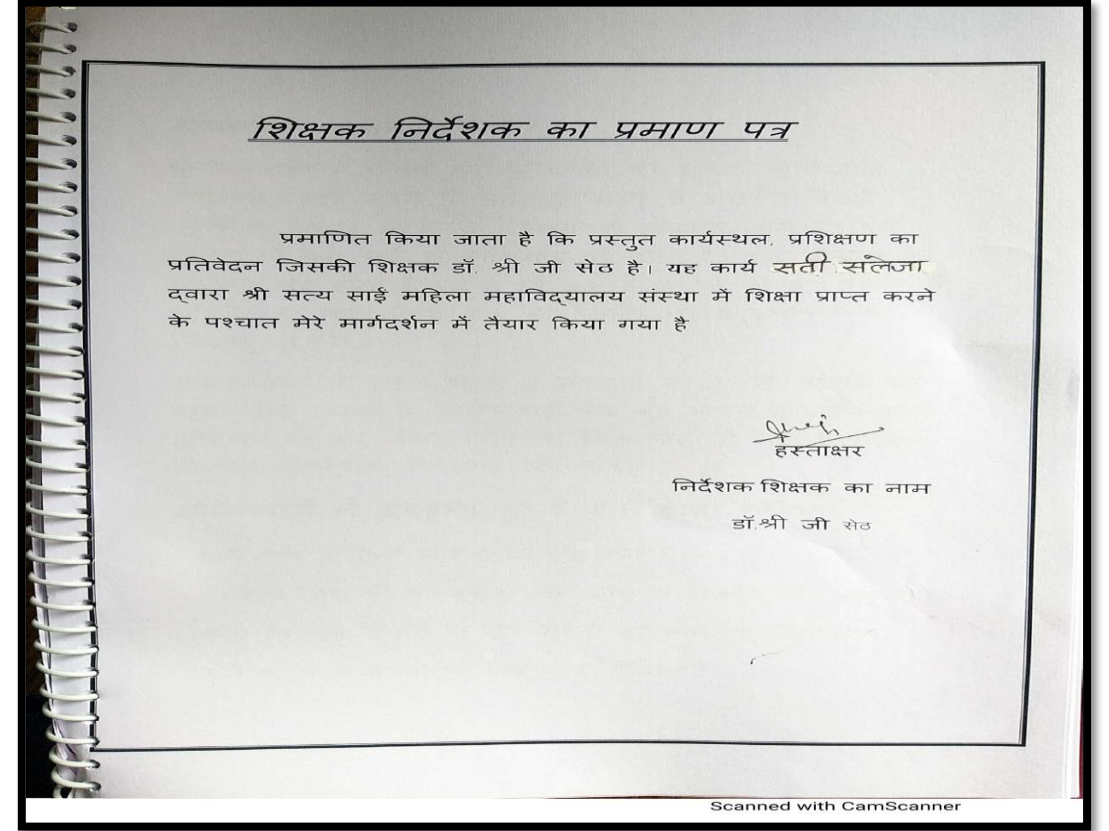 शिक्षक निर्देशक का प्रमाण पत्र
प्रमाणित किया जाता है कि प्रस्तुत कार्यस्थल, प्रशिक्षण का
प्रतिवेदन जिसकी शिक्षक डॉ. श्री जी सेठ है। यह कार्य सती सलेजा
द्वारा श्री सत्य साई महिला महाविद्यालय संस्था में शिक्षा प्राप्त करने
के पश्चात मेरे मार्गदर्शन में तैयार किया गया है
हस्ताक्षर
निर्देशक शिक्षक का नाम
डॉ.श्री जी सेठ
Scanned with CamScanner